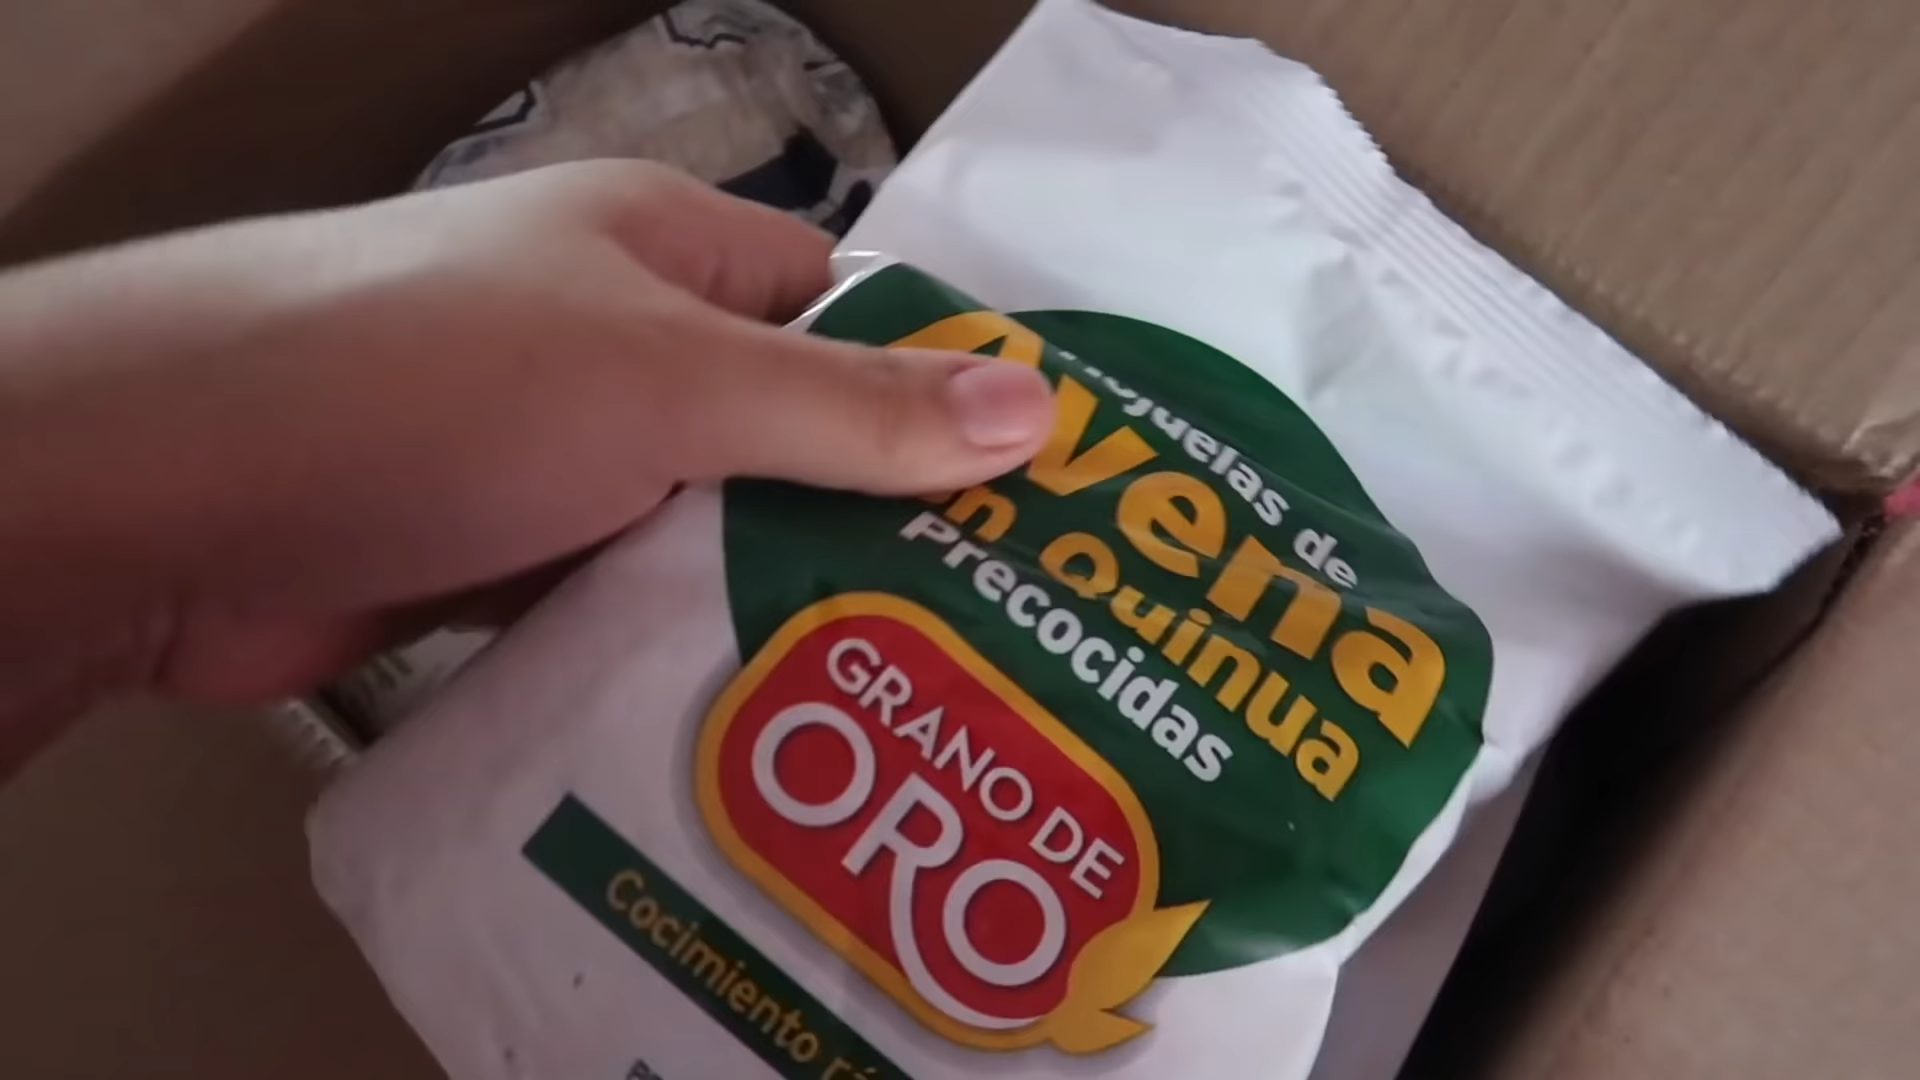 Hojuelas de
Avena
Quinua
Precocidas
GRANO DE
ORO
Cocimiento